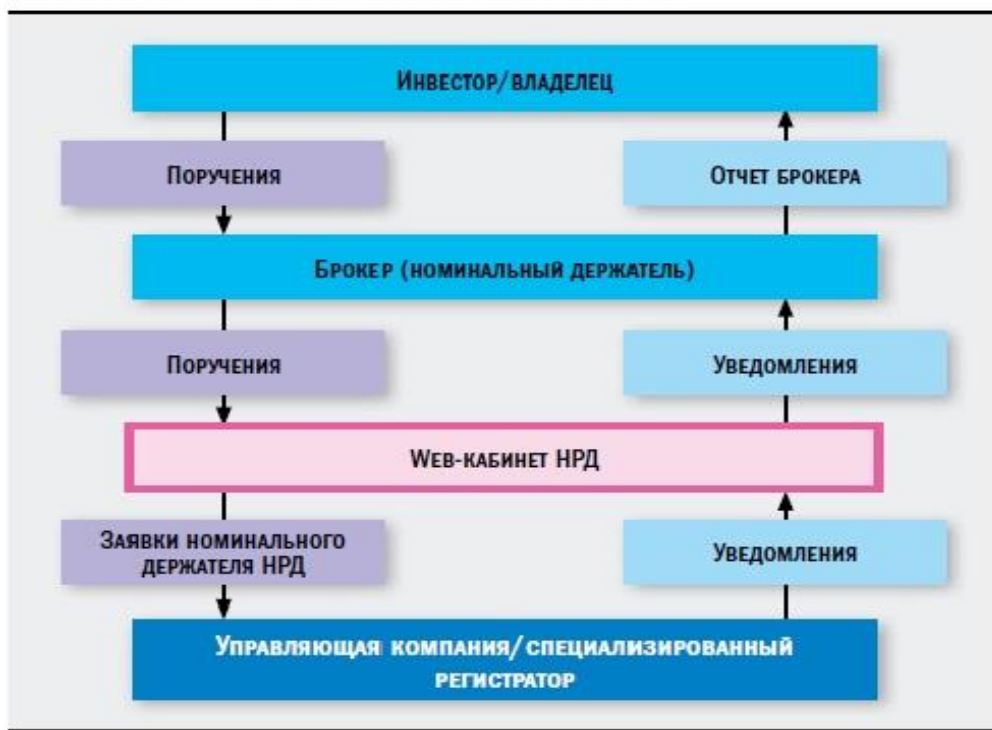 Инвестор/владелец
Поручения
Отчет брокера
Брокер (номинальный держатель)
Поручения
Уведомления
Web-кабинет НРД
Заявки номинального
держателя НРД
Уведомления
Управляющая компания/специализированный
регистратор